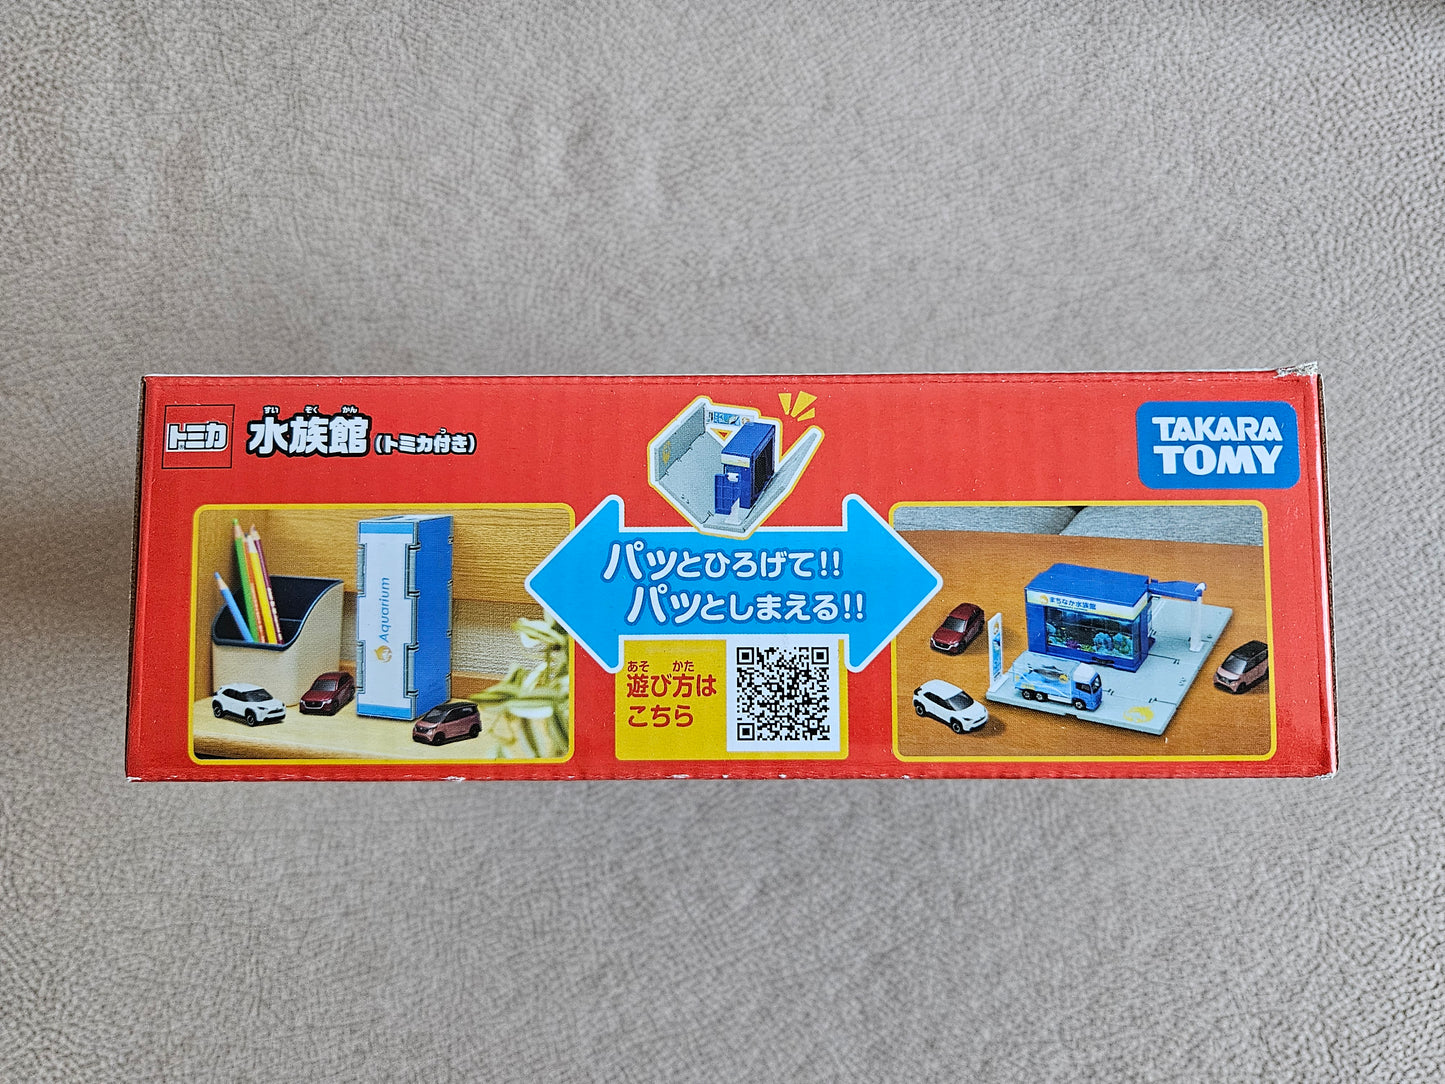 トミカ
すい ぞく かん
水族館(トミカ付き)
つ
TAKARA
TOMY
Aquarium
パッとひろげて!!
パッとしまえる!!
あそ かた
遊び方は
こちら
まちなか水族館